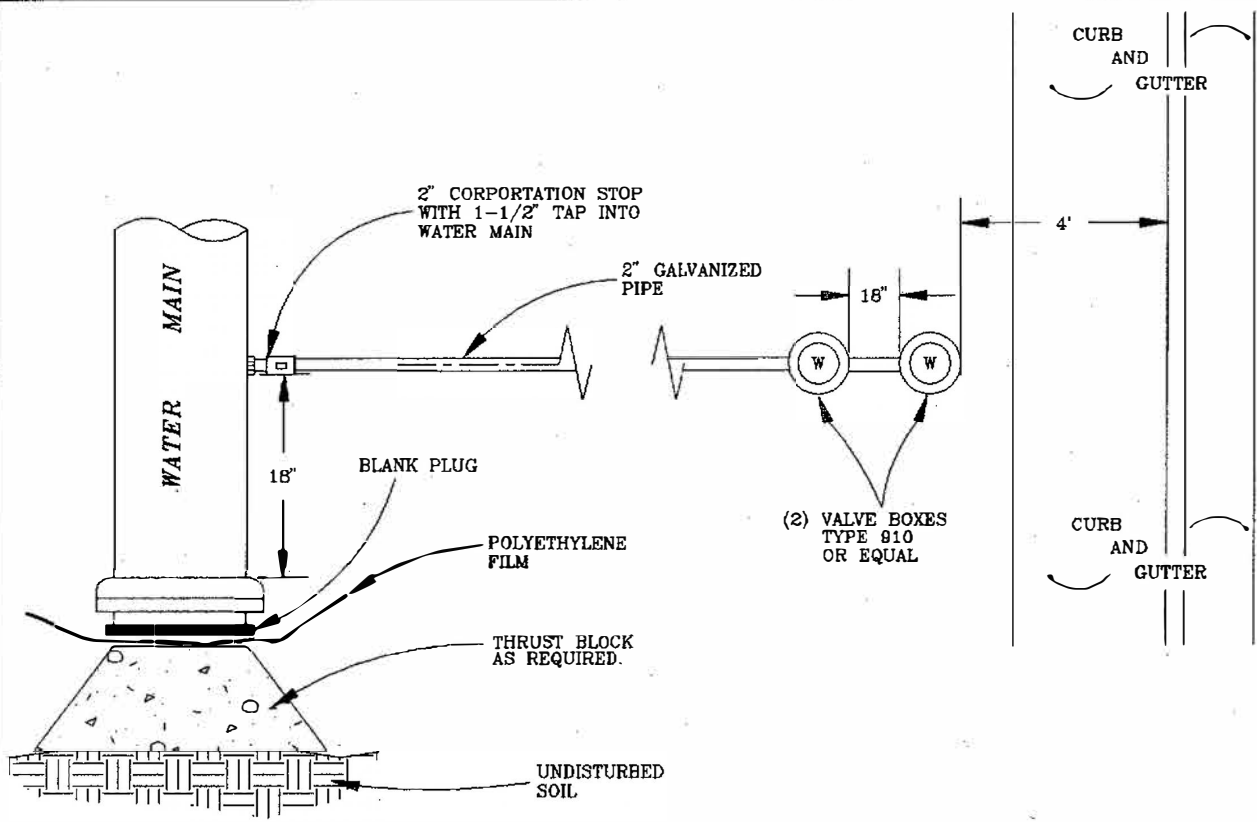 CURB
AND
GUTTER
2" CORPORTATION STOP
WITH 1-1/2" TAP INTO
WATER MAIN
4'
2" GALVANIZED
PIPE
18"
WATER MAIN
W
W
18"
BLANK PLUG
(2) VALVE BOXES
TYPE 910
OR EQUAL
CURB
AND
GUTTER
POLYETHYLENE
FILM
THRUST BLOCK
AS REQUIRED.
UNDISTURBED
SOIL